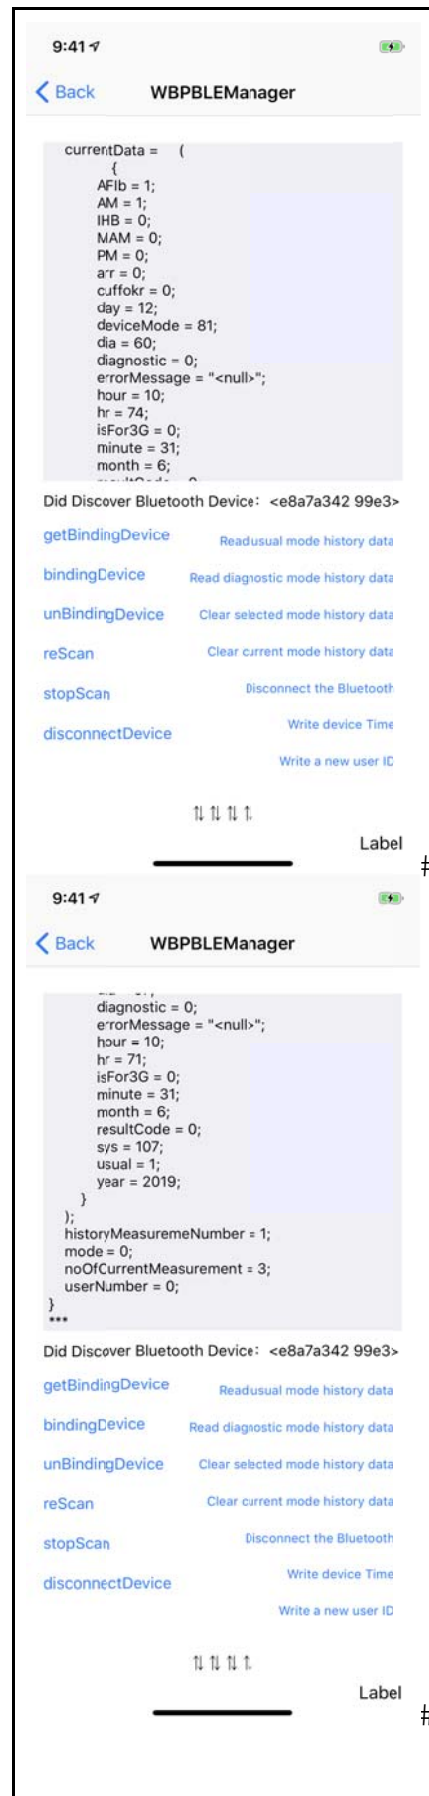 9:41
Back WBPBLEManager
currentData = (
{
AFIb = 1;
AM = 1;
IHB = 0;
MAM = 0;
PM = 0;
arr = 0;
cuffokr = 0;
day = 12;
deviceMode = 81;
dia = 60;
diagnostic = 0;
errorMessage = "<null>";
hour = 10;
hr = 74;
isFor3G = 0;
minute = 31;
month = 6;
Did Discover Bluetooth Device: <e8a7a342 99e3>
getBindingDevice Readusual mode history data
bindingDevice Read diagnostic mode history data
unBindingDevice Clear selected mode history data
reScan Clear current mode history data
stopScan Disconnect the Bluetooth
disconnectDevice Write device Time
Write a new user ID
⇅ ⇅ ⇅ ↑.
Label
#
9:41
Back WBPBLEManager
diagnostic = 0;
errorMessage = "<null>";
hour = 10;
hr = 71;
isFor3G = 0;
minute = 31;
month = 6;
resultCode = 0;
sys = 107;
usual = 1;
year = 2019;
}
);
historyMeasuremeNumber = 1;
mode = 0;
noOfCurrentMeasurement = 3;
userNumber = 0;
}
***
Did Discover Bluetooth Device: <e8a7a342 99e3>
getBindingDevice Readusual mode history data
bindingDevice Read diagnostic mode history data
unBindingDevice Clear selected mode history data
reScan Clear current mode history data
stopScan Disconnect the Bluetooth
disconnectDevice Write device Time
Write a new user ID
⇅ ⇅ ⇅ ↑.
Label
#